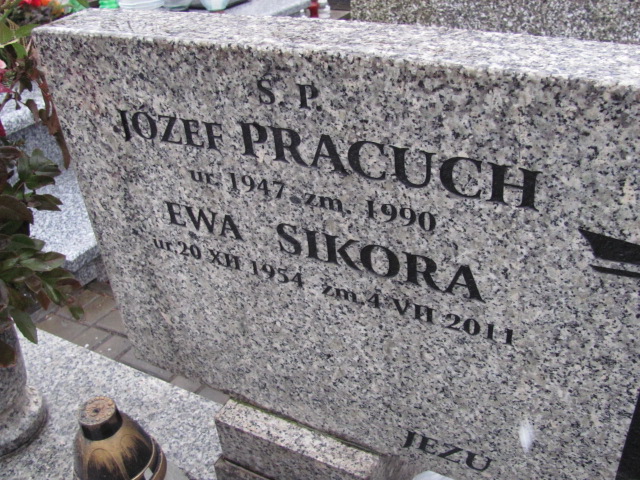 Ś. P.
JÓZEF PRACUCH
ur. 1947 zm. 1990
EWA SIKORA
ur.20 XII 1954 zm.4 VII 2011
JEZU